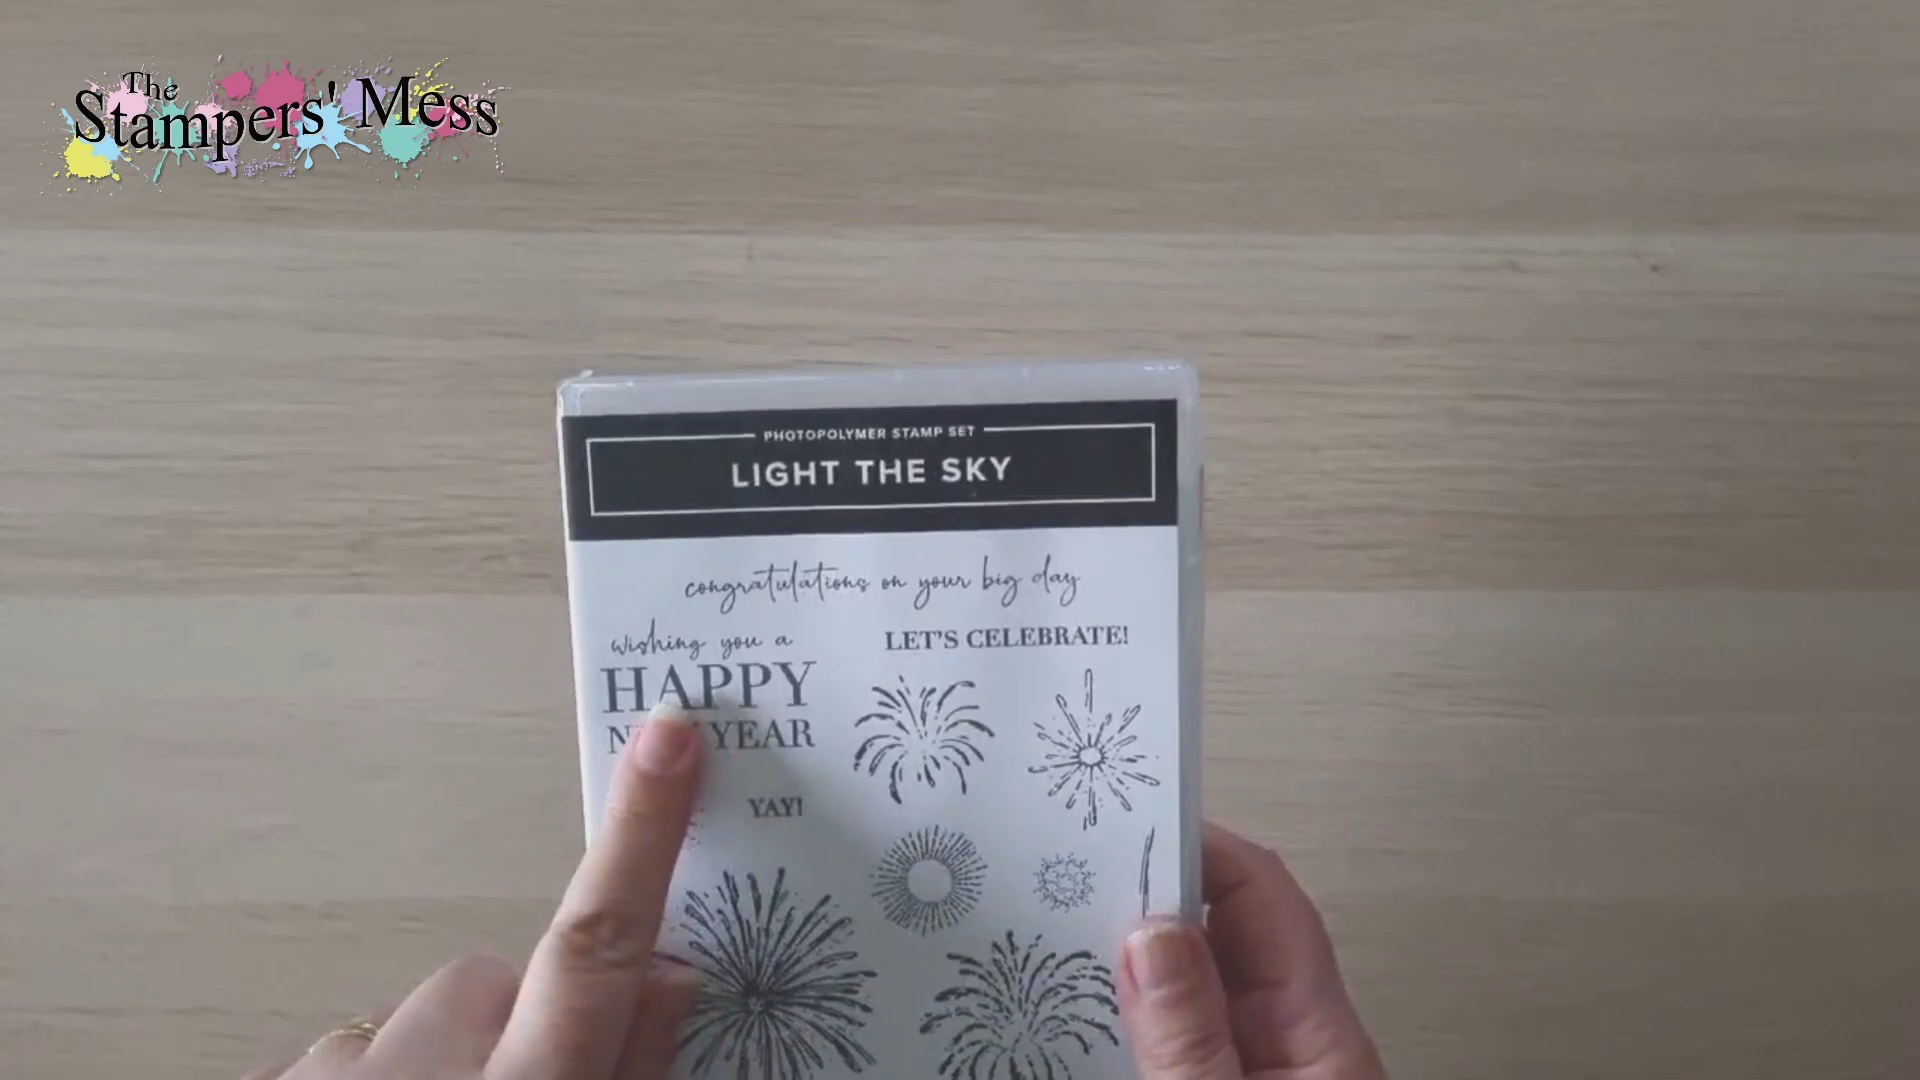 The
Stampers' Mess
PHOTOPOLYMER STAMP SET
LIGHT THE SKY
congratulations on your big day
wishing you a
LET'S CELEBRATE!
HAPPY
YEAR
YAY!